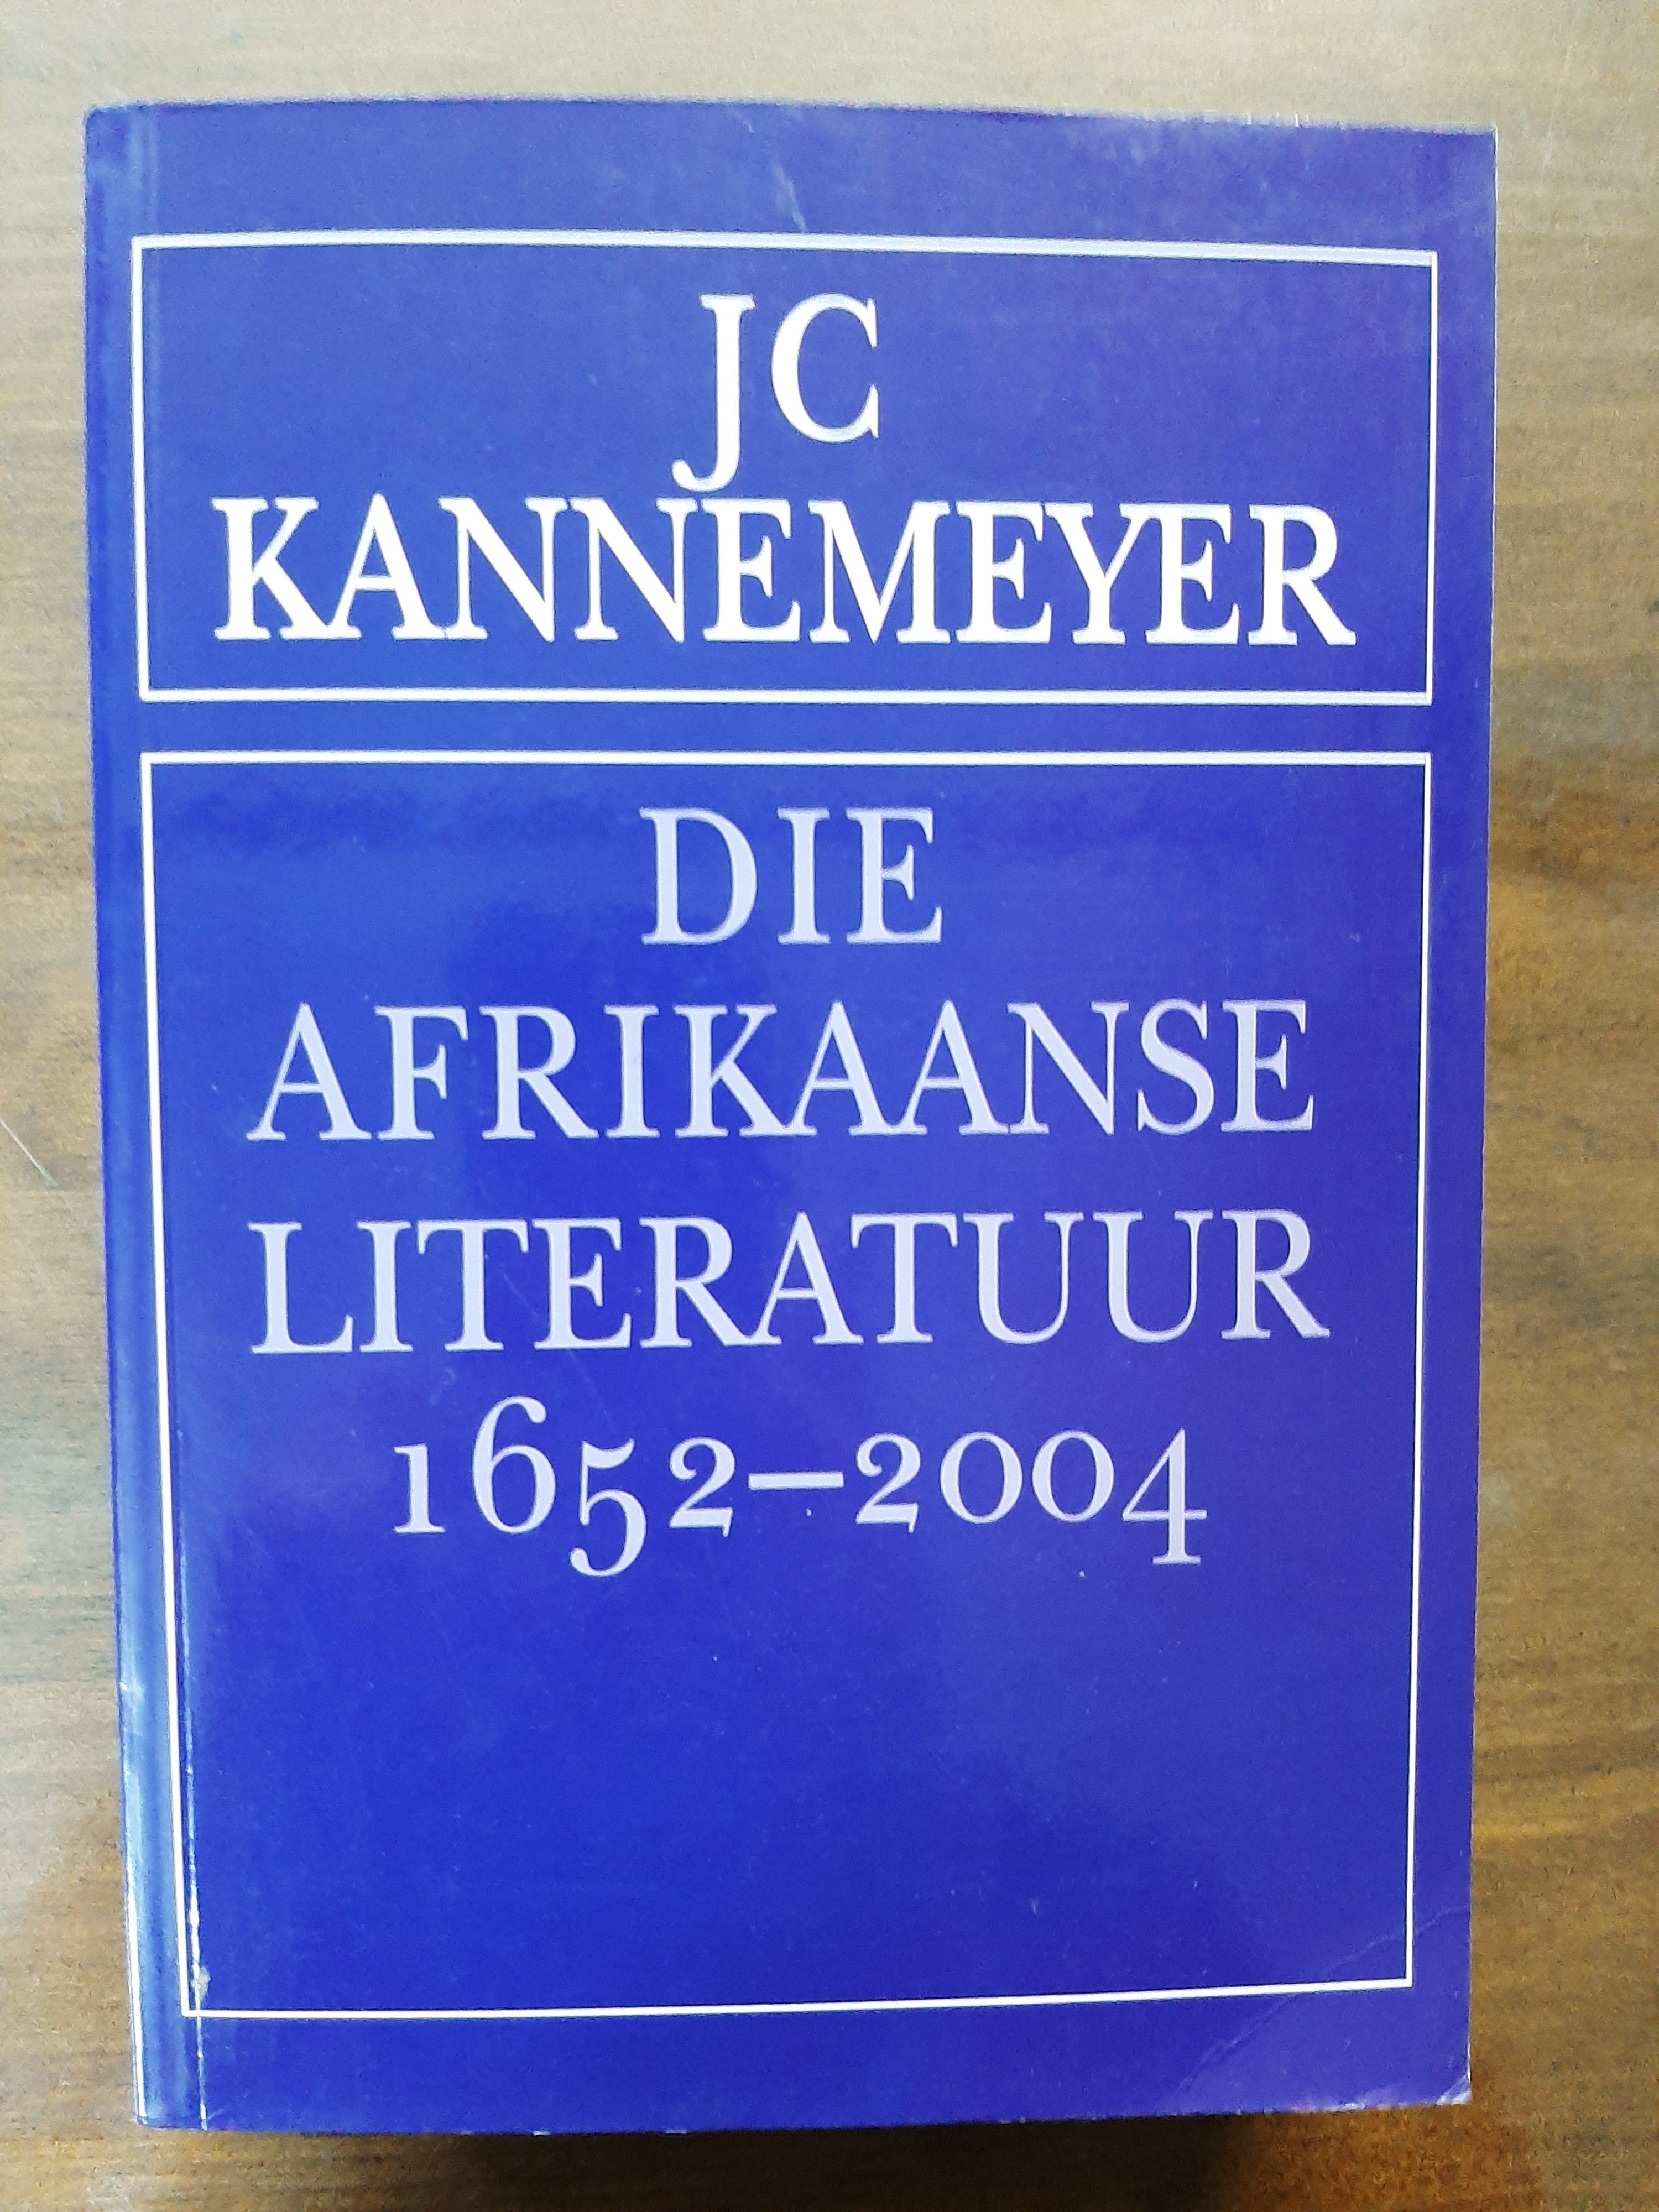 JC
KANNEMEYER
DIE
AFRIKAANSE
LITERATUUR
1652–2004